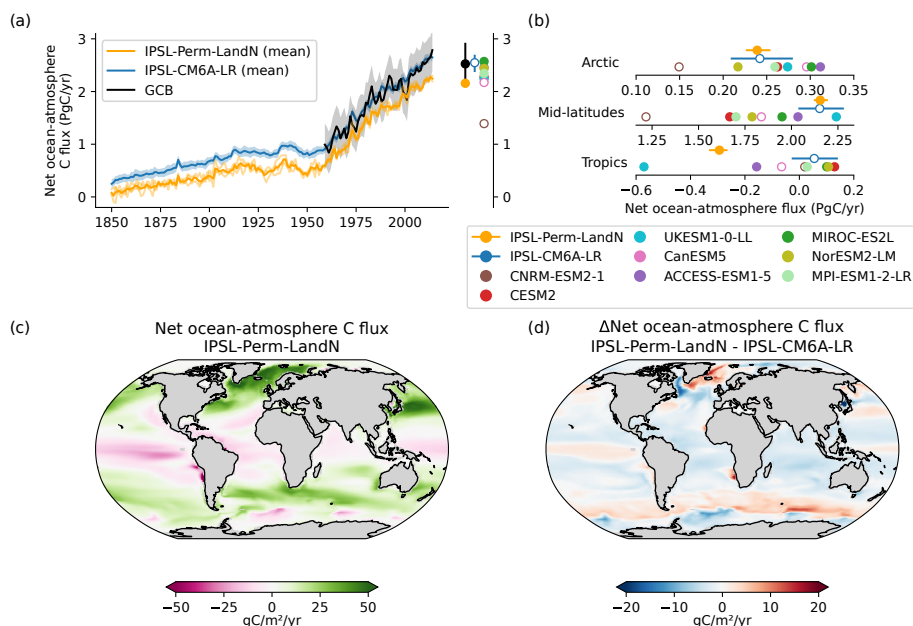 (a)
Net ocean-atmosphere
C flux (PgC/yr)
3
2
1
0
IPSL-Perm-LandN (mean)
IPSL-CM6A-LR (mean)
GCB
1850
1875
1900
1925
1950
1975
2000
3
2
1
0
(b)
Arctic
0.10
0.15
0.20
0.25
0.30
0.35
Mid-latitudes
1.25
1.50
1.75
2.00
2.25
Tropics
−0.6
−0.4
−0.2
0.0
0.2
Net ocean-atmosphere flux (PgC/yr)
IPSL-Perm-LandN
IPSL-CM6A-LR
CNRM-ESM2-1
CESM2
UKESM1-0-LL
CanESM5
ACCESS-ESM1-5
MIROC-ES2L
NorESM2-LM
MPI-ESM1-2-LR
(c)
Net ocean-atmosphere C flux
IPSL-Perm-LandN
−50
−25
0
25
50
gC/m²/yr
(d)
ΔNet ocean-atmosphere C flux
IPSL-Perm-LandN - IPSL-CM6A-LR
−20
−10
0
10
20
gC/m²/yr